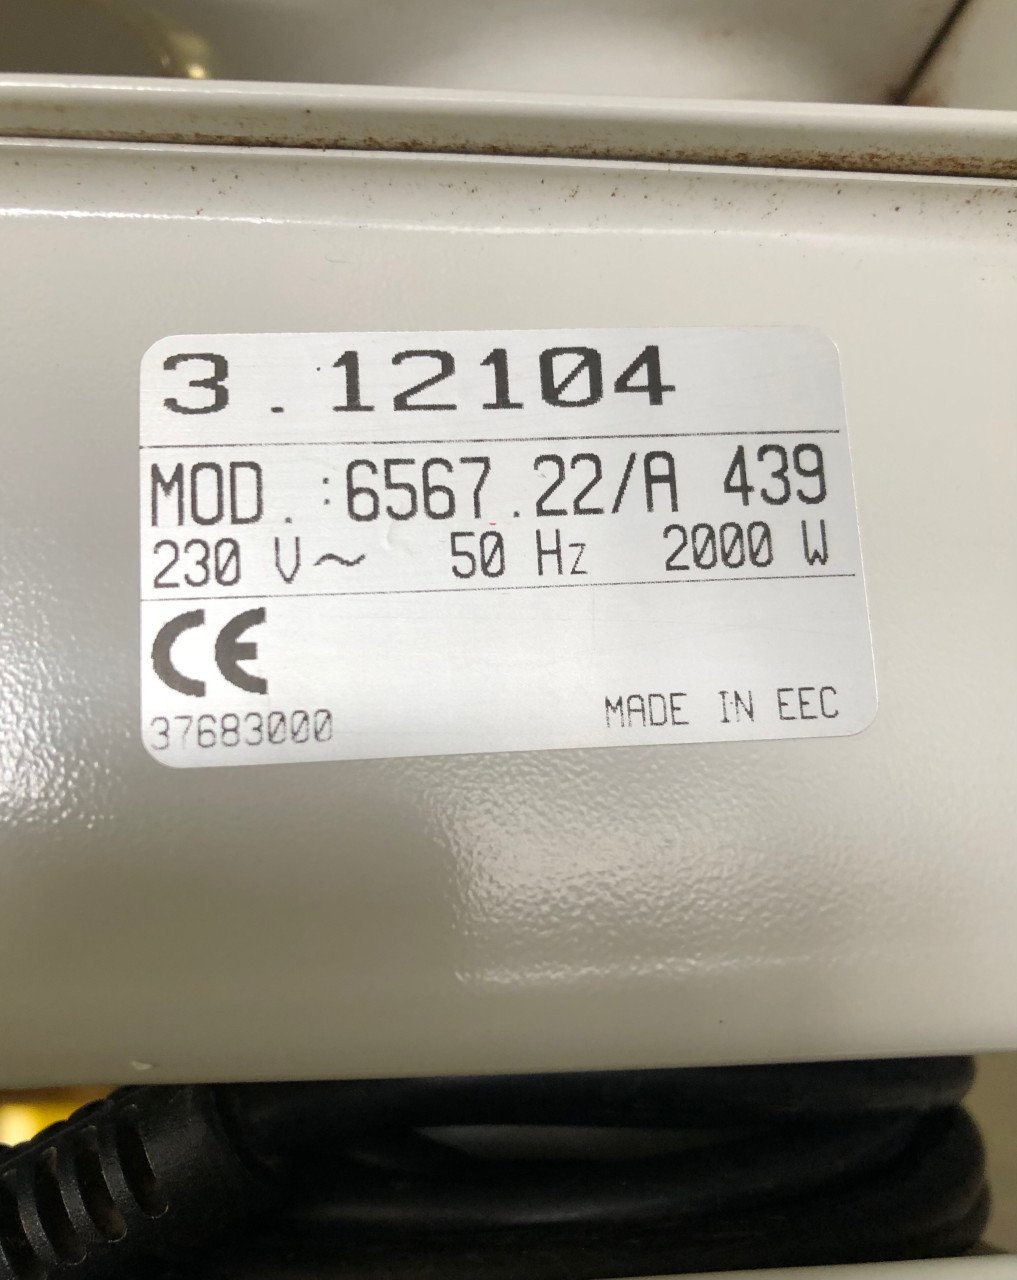 3.12104
MOD.:6567.22/A 439
230 V~ 50 Hz 2000 W
CE
37683000 MADE IN EEC